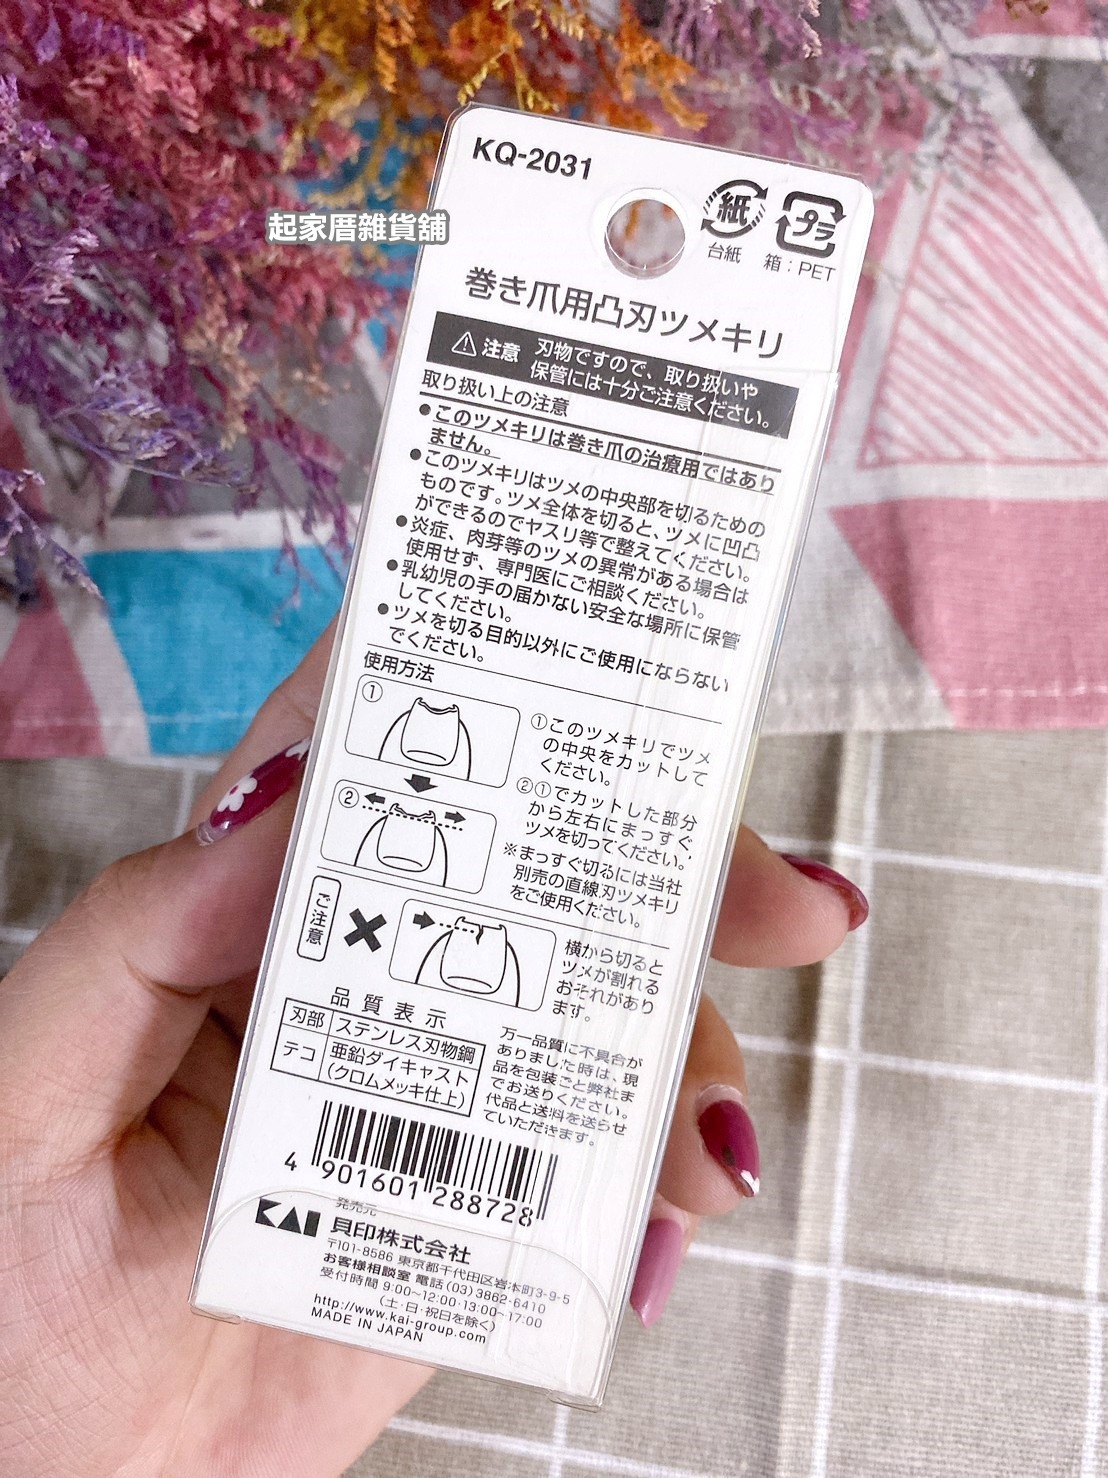 KQ-2031
紙
プラ
台紙
箱：PET
起家厝雜貨舖
巻き爪用凸刃ツメキリ
注意
刃物ですので、取り扱いや
保管には十分ご注意ください。
取り扱い上の注意
●このツメキリは巻き爪の治療用ではあり
ません。
●このツメキリはツメの中央部を切るための
ものです。ツメ全体を切ると、ツメに凹凸
ができるのでヤスリ等で整えてください。
●炎症、肉芽等のツメの異常がある場合は
使用せず、専門医にご相談ください。
●乳幼児の手の届かない安全な場所に保管
してください。
●ツメを切る目的以外にご使用にならない
でください。
使用方法
①
①このツメキリでツメ
の中央をカットして
ください。
②
②①でカットした部分
から左右にまっすぐ
ツメを切ってください。
※まっすぐ切るには当社
別売の直線刃ツメキリ
をご使用ください。
ご注意
横から切ると
ツメが割れる
おそれがあり
ます。
品質表示
刃部 ステンレス刃物鋼
テコ 亜鉛ダイキャスト
(クロムメッキ仕上)
万一品質に不具合が
ありました時は、現
品を包装ごと弊社ま
でお送りください。
代品と送料を送らせ
ていただきます。
4 901601 288728
発売元
KAI 貝印株式会社
〒101-8586 東京都千代田区岩本町3-9-5
お客様相談室 電話(03)3862-6410
受付時間 9:00~12:00·13:00~17:00
(土·日·祝日を除く)
http://www.kai-group.com
MADE IN JAPAN